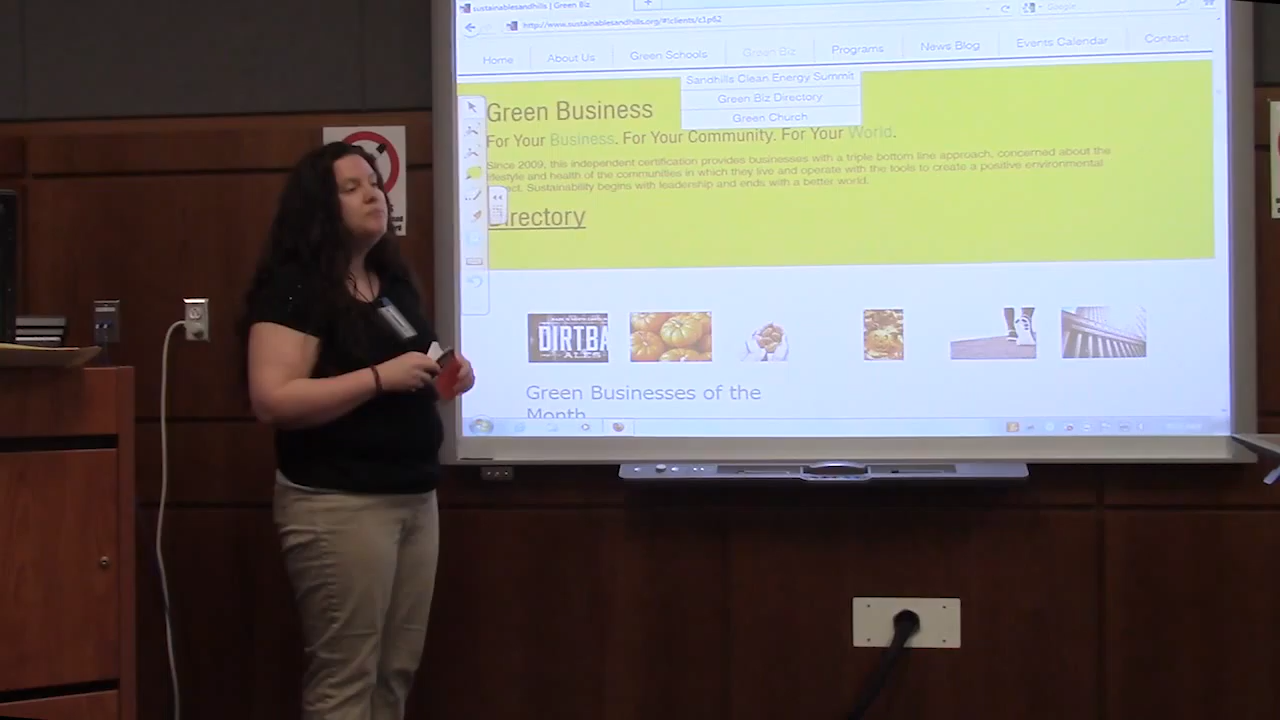 sustainablesandhills | Green Biz
http://www.sustainablesandhills.org/#!clients/c1p62
Google
Home
About Us
Green Schools
Green Biz
Programs
News Blog
Events Calendar
Contact
Sandhills Clean Energy Summit
Green Biz Directory
Green Church
Green Business
For Your Business. For Your Community. For Your World.
Since 2009, this independent certification provides businesses with a triple bottom line approach, concerned about the
lifestyle and health of the communities in which they live and operate with the tools to create a positive environmental
Sustainability begins with leadership and ends with a better world.
Directory
DIRTBA
ALES
Green Businesses of the
Month